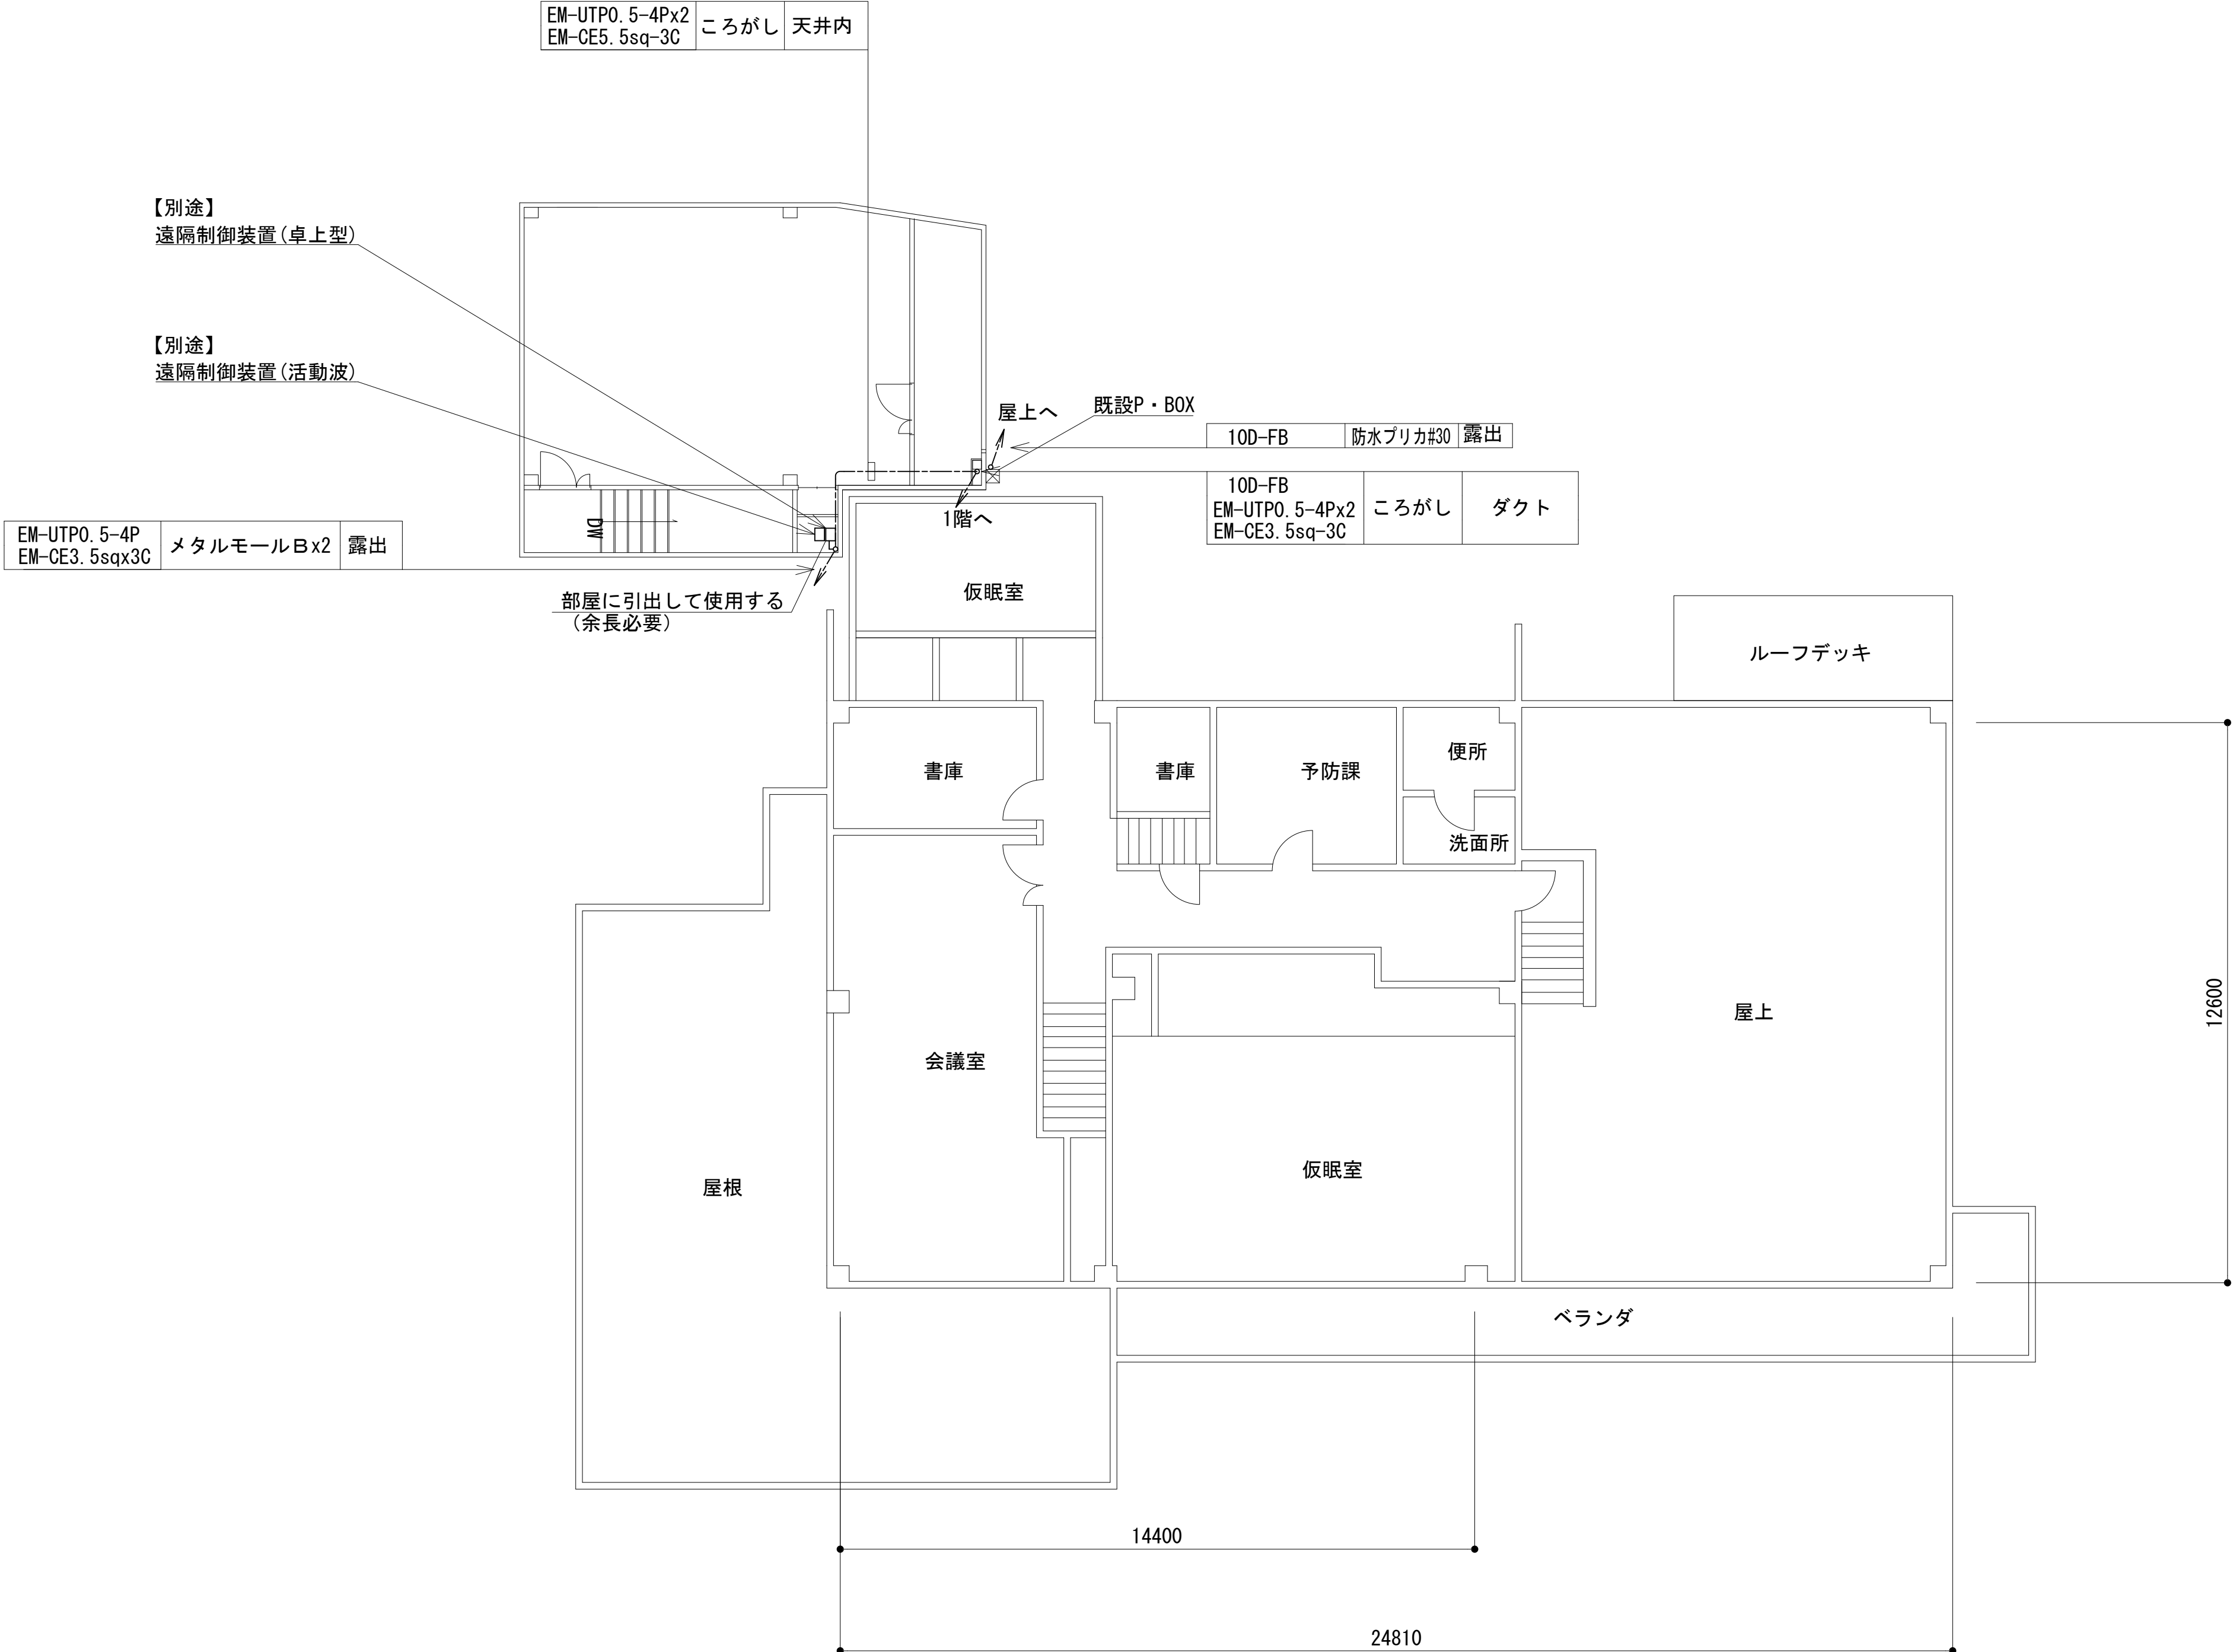 EM-UTP0.5-4Px2
EM-CE5.5sq-3C
ころがし
天井内
【別途】
遠隔制御装置(卓上型)
【別途】
遠隔制御装置(活動波)
屋上へ
既設P・BOX
10D-FB
防水プリカ#30
露出
10D-FB
EM-UTP0.5-4Px2
EM-CE3.5sq-3C
ころがし
ダクト
1階へ
DW
EM-UTP0.5-4P
EM-CE3.5sqx3C
メタルモールBx2
露出
部屋に引出して使用する
(余長必要)
仮眠室
ルーフデッキ
書庫
書庫
予防課
便所
洗面所
12600
屋上
会議室
仮眠室
屋根
ベランダ
14400
24810